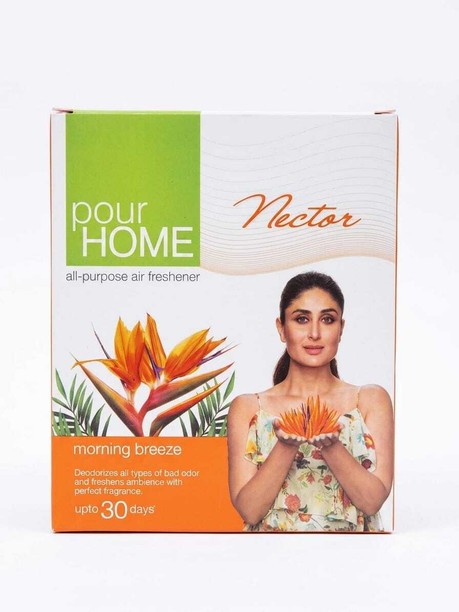 pour
HOME
all-purpose air freshener
Nector
morning breeze
Deodorizes all types of bad odor
and freshens ambience with
perfect fragrance.
upto 30 days*